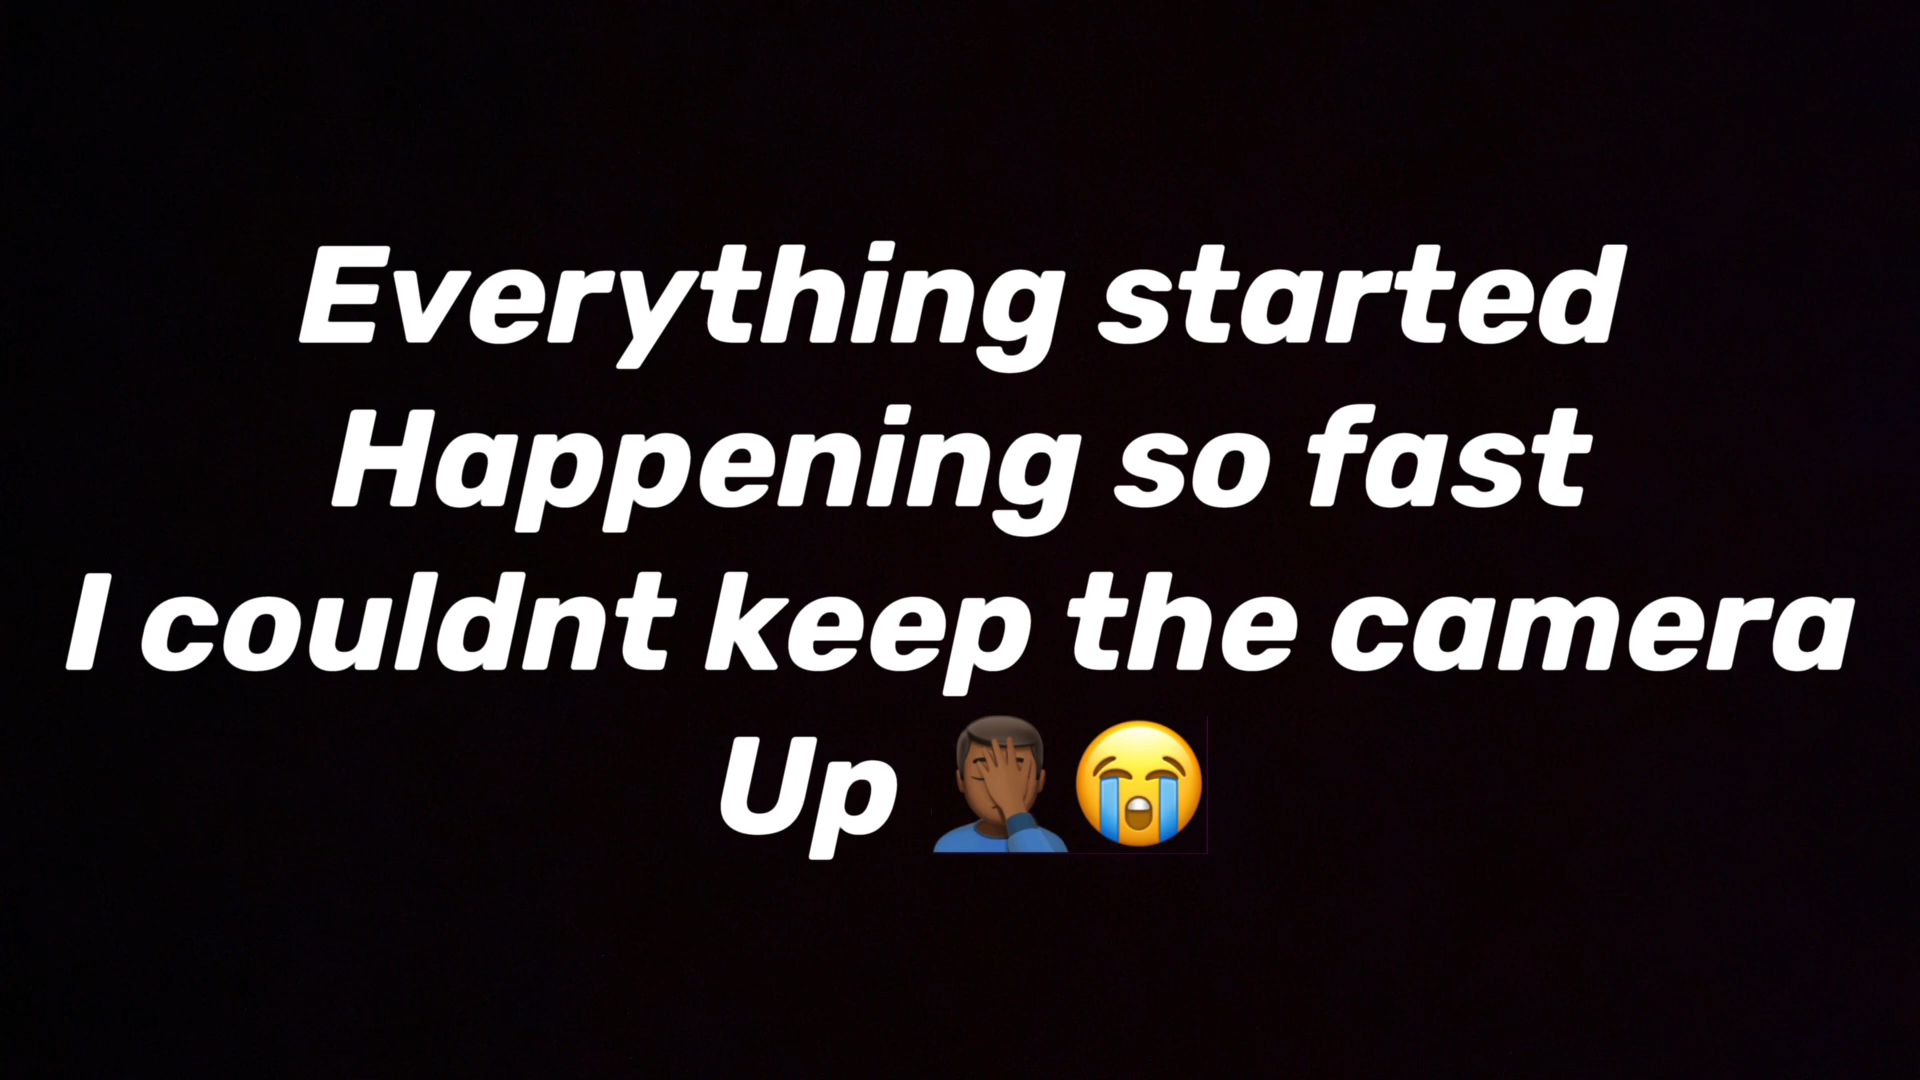 Everything started
Happening so fast
I couldnt keep the camera
Up 🤦🏾‍♂️😭